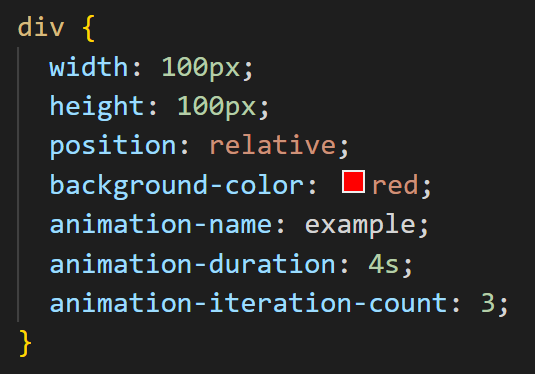 div {
  width: 100px;
  height: 100px;
  position: relative;
  background-color: red;
  animation-name: example;
  animation-duration: 4s;
  animation-iteration-count: 3;
}